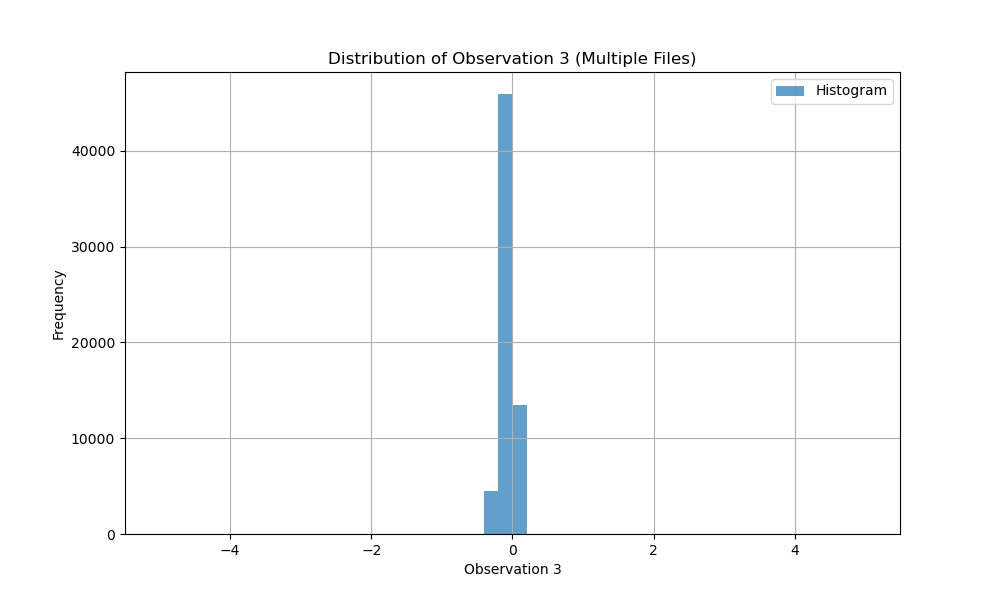 Distribution of Observation 3 (Multiple Files)
Histogram
Frequency
40000
30000
20000
10000
0
−4
−2
0
2
4
Observation 3